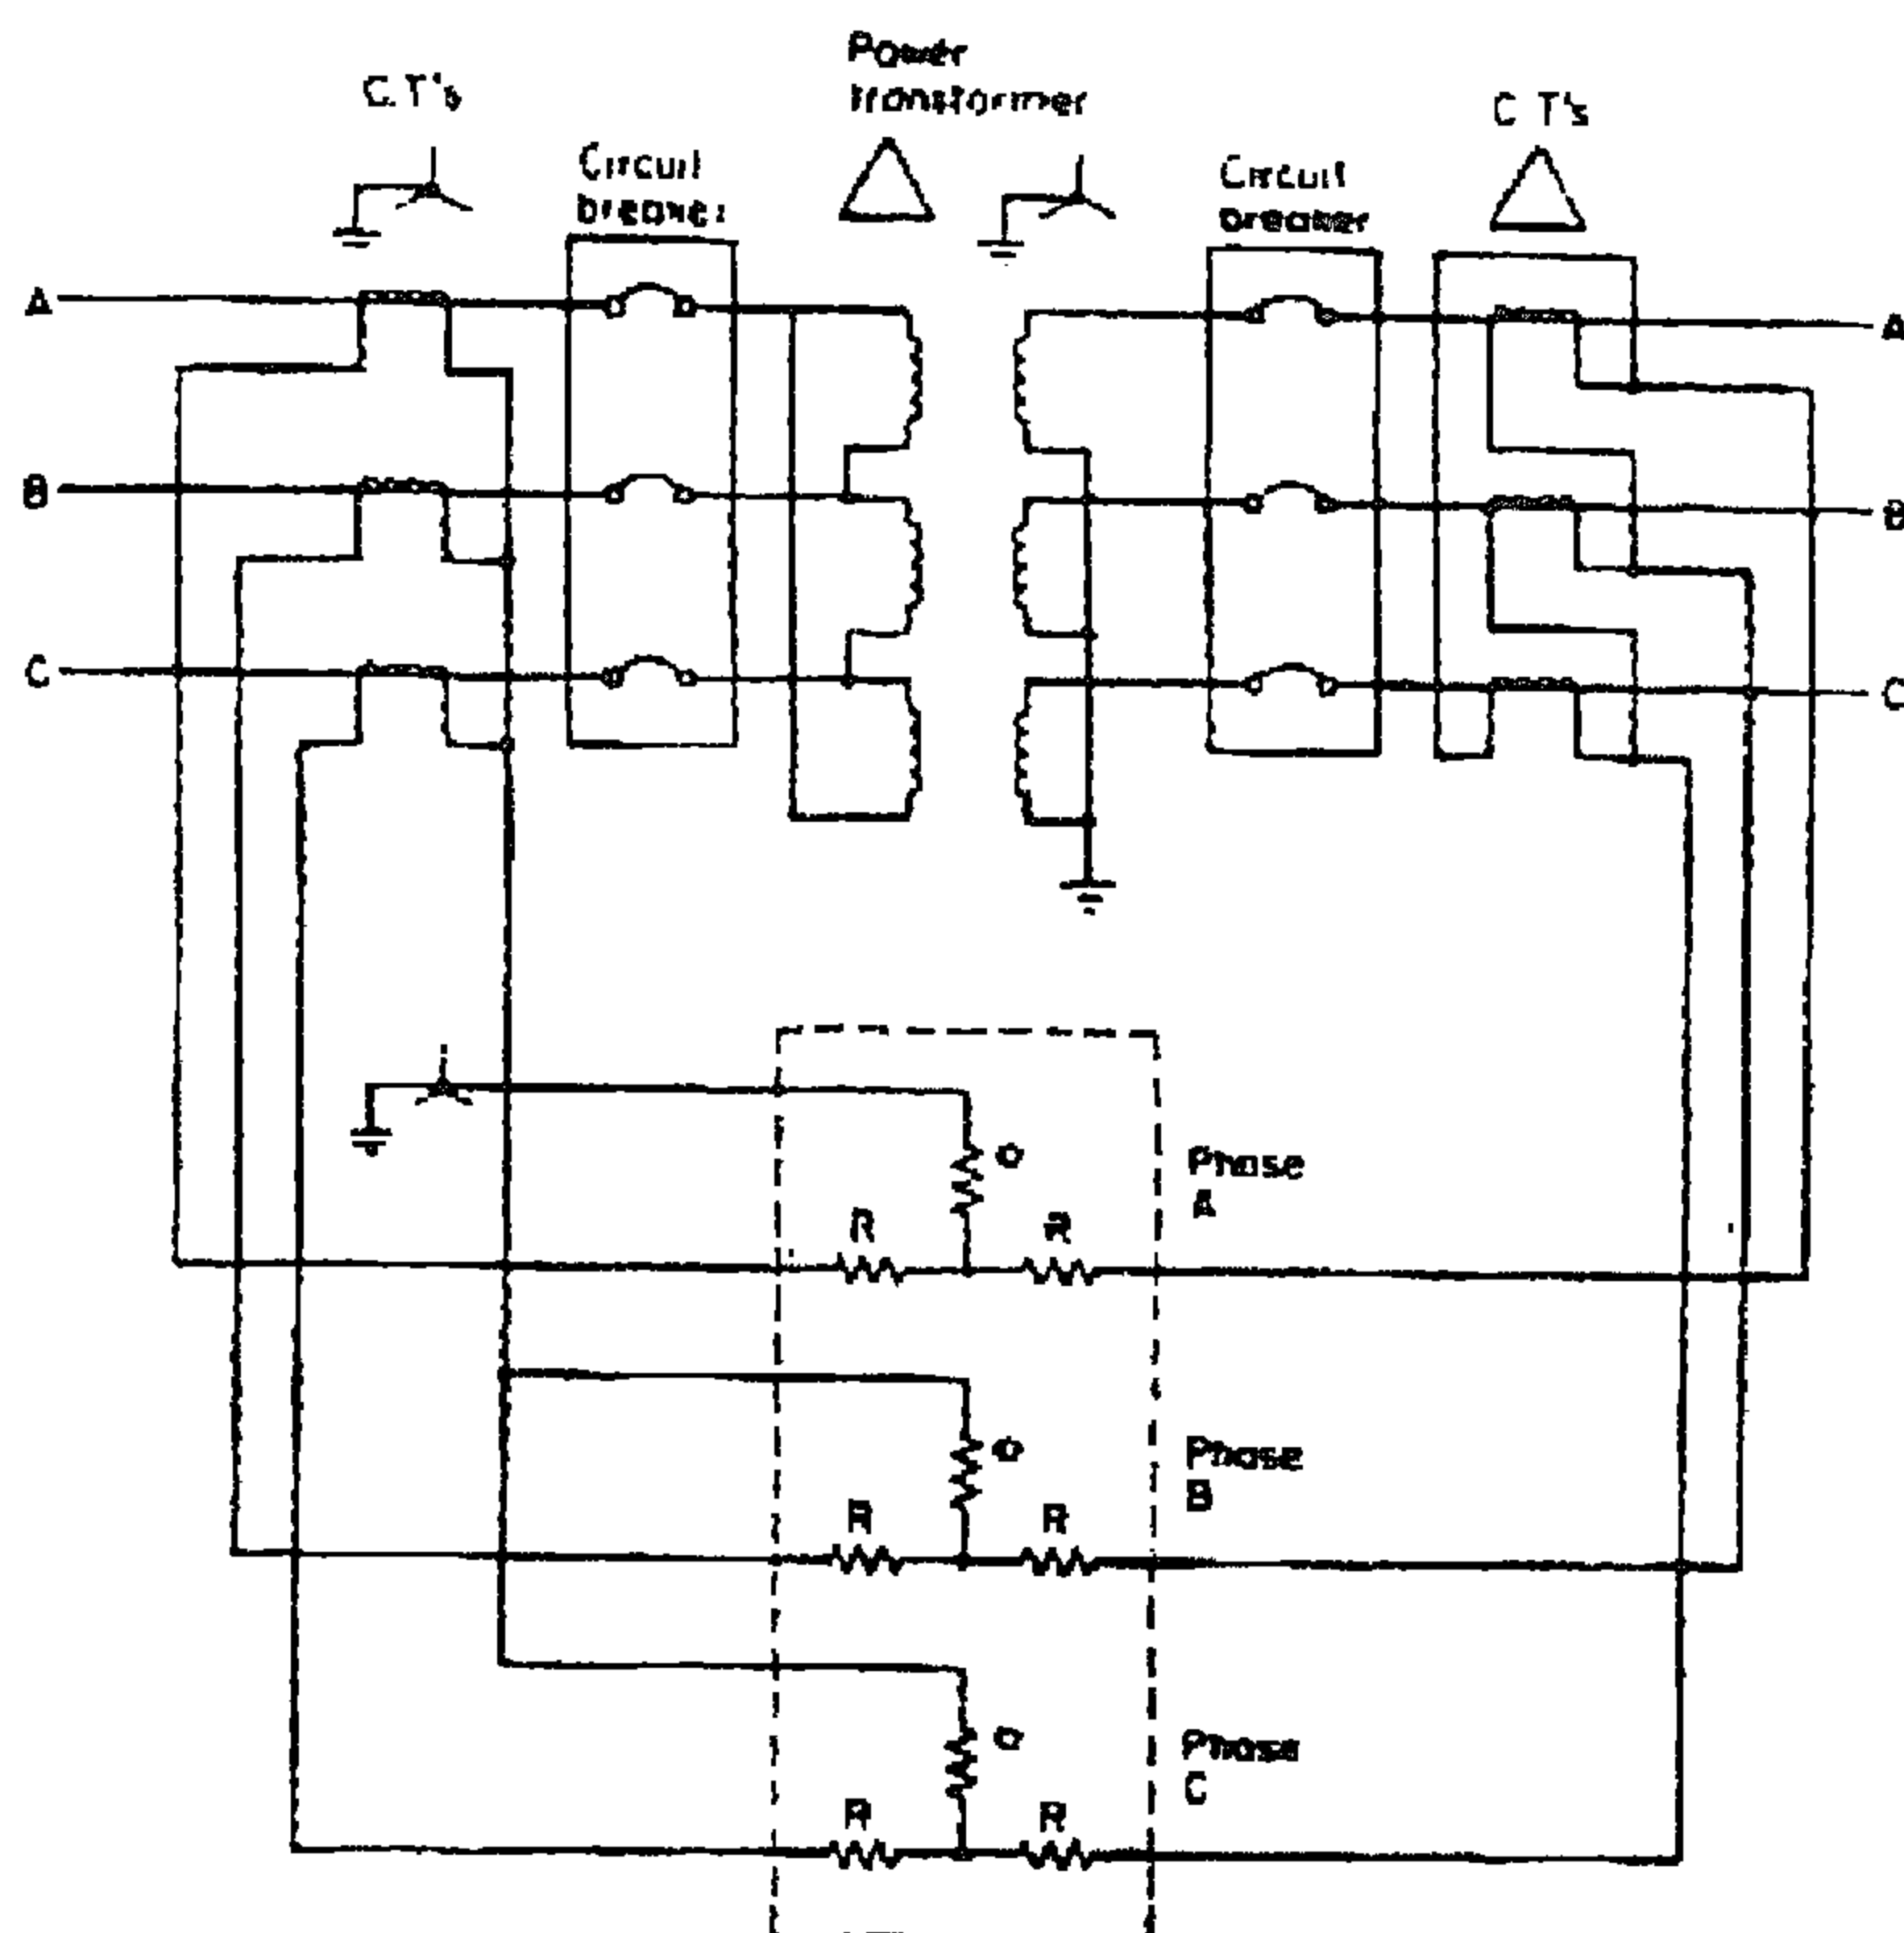 Power
transformer
C.T's
C T's
Circuit
breaker
Circuit
breaker
A
A
B
B
C
C
O
Phase
A
R
R
O
Phase
B
R
R
O
Phase
C
R
R